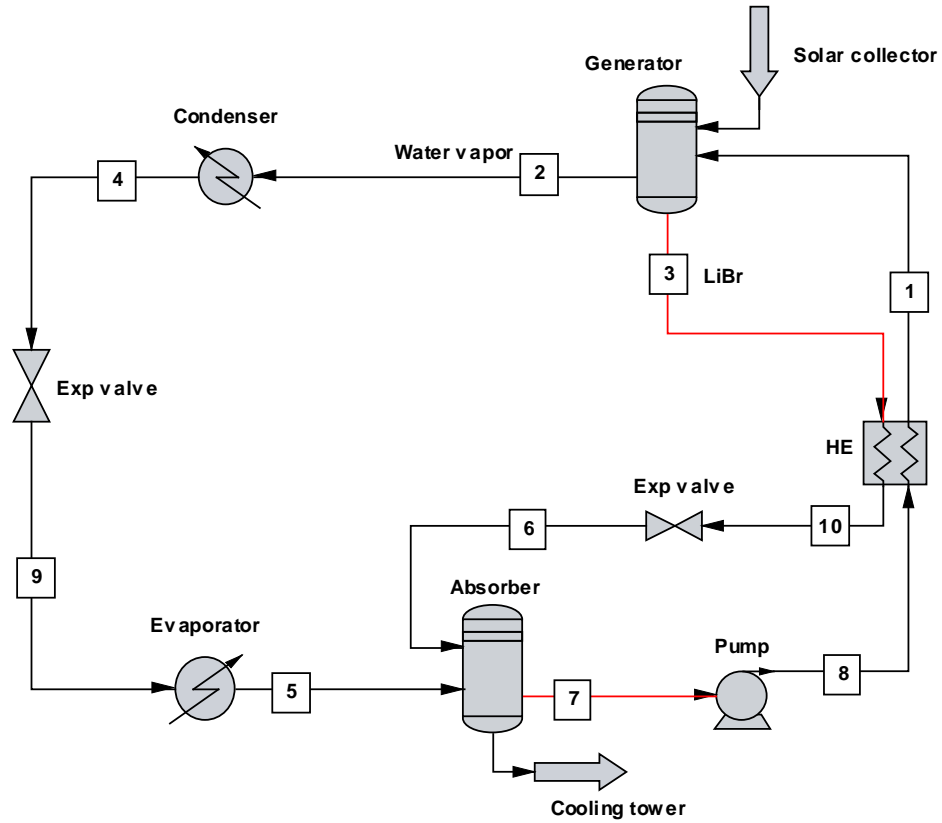 Solar collector
Generator
Condenser
Water vapor
2
4
3
LiBr
1
Exp valve
HE
Exp valve
6
10
9
Absorber
Evaporator
Pump
5
7
8
Cooling tower